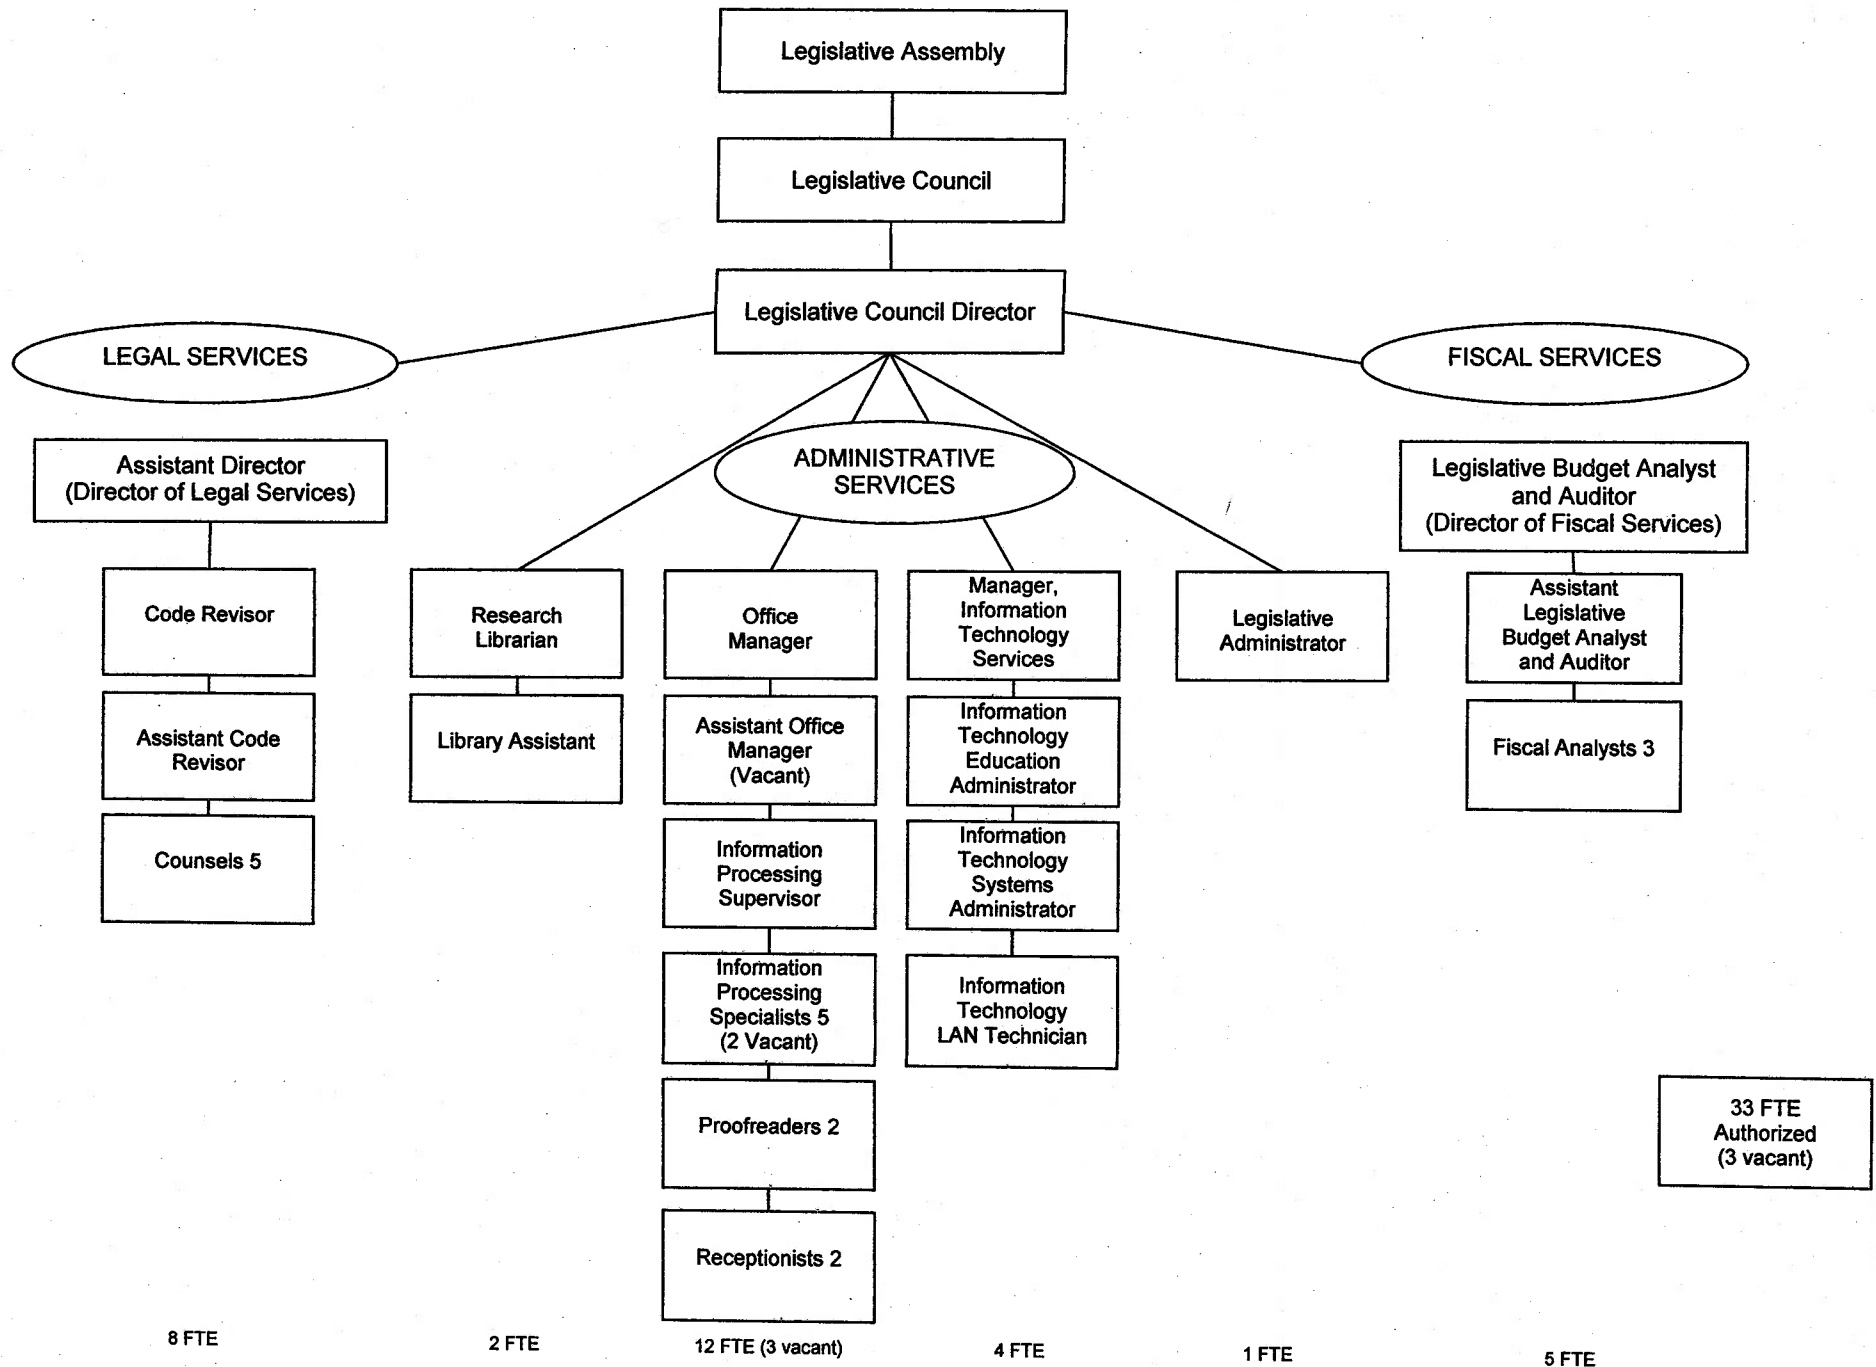 Legislative Assembly
Legislative Council
Legislative Council Director
LEGAL SERVICES
FISCAL SERVICES
ADMINISTRATIVE
SERVICES
Assistant Director
(Director of Legal Services)
Legislative Budget Analyst
and Auditor
(Director of Fiscal Services)
Code Revisor
Assistant Code
Revisor
Counsels 5
Research
Librarian
Library Assistant
Office
Manager
Assistant Office
Manager
(Vacant)
Information
Processing
Supervisor
Information
Processing
Specialists 5
(2 Vacant)
Proofreaders 2
Receptionists 2
Manager,
Information
Technology
Services
Information
Technology
Education
Administrator
Information
Technology
Systems
Administrator
Information
Technology
LAN Technician
Legislative
Administrator
Assistant
Legislative
Budget Analyst
and Auditor
Fiscal Analysts 3
33 FTE
Authorized
(3 vacant)
8 FTE
2 FTE
12 FTE (3 vacant)
4 FTE
1 FTE
5 FTE